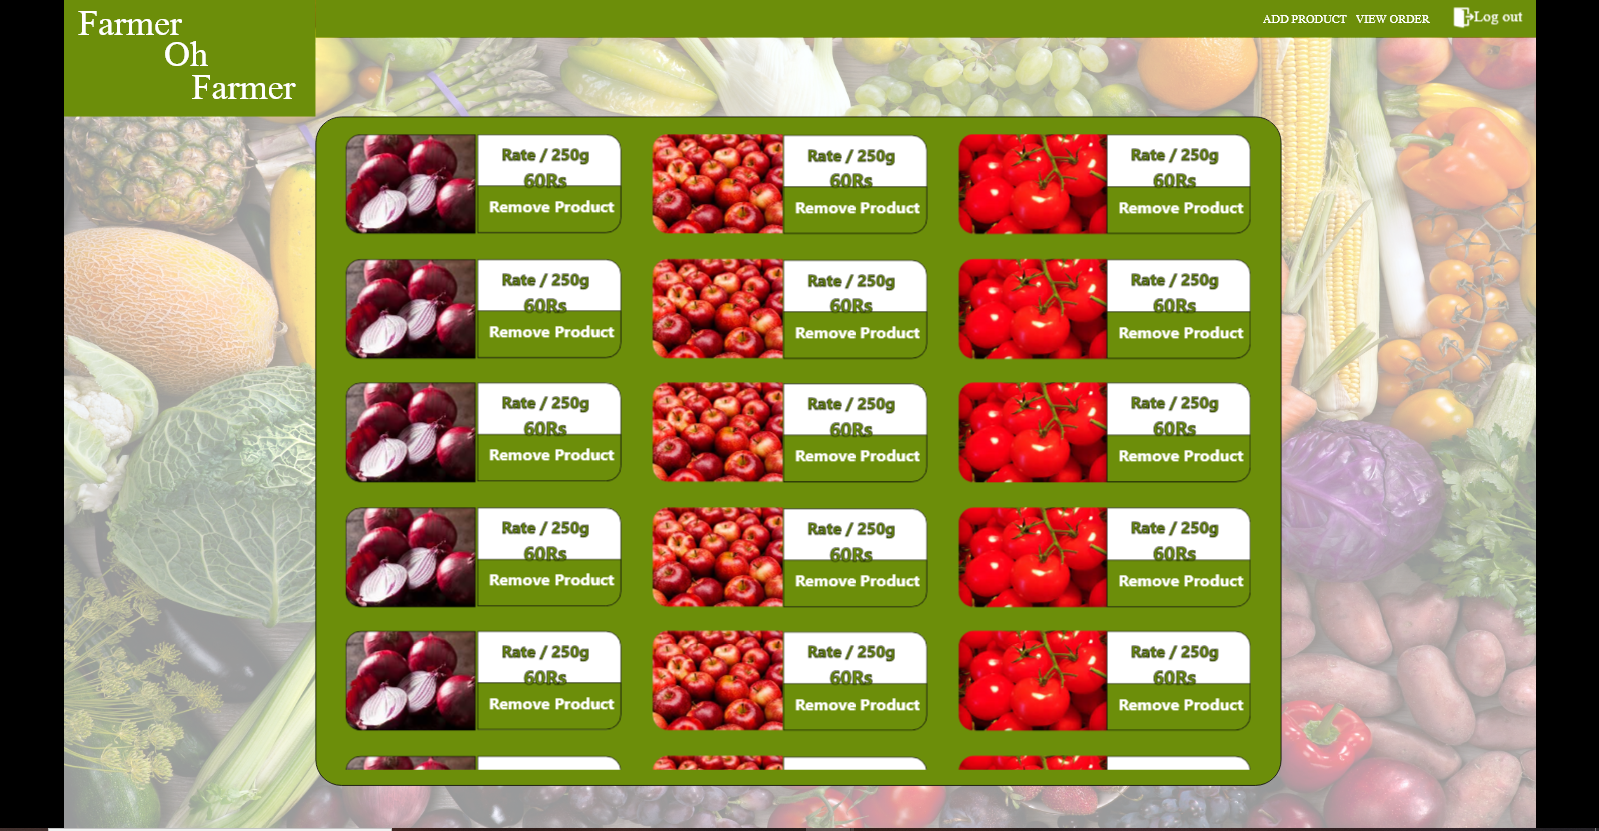 Farmer
Oh
Farmer
ADD PRODUCT VIEW ORDER Log out
Rate / 250g
60Rs
Remove Product
Rate / 250g
60Rs
Remove Product
Rate / 250g
60Rs
Remove Product
Rate / 250g
60Rs
Remove Product
Rate / 250g
60Rs
Remove Product
Rate / 250g
60Rs
Remove Product
Rate / 250g
60Rs
Remove Product
Rate / 250g
60Rs
Remove Product
Rate / 250g
60Rs
Remove Product
Rate / 250g
60Rs
Remove Product
Rate / 250g
60Rs
Remove Product
Rate / 250g
60Rs
Remove Product
Rate / 250g
60Rs
Remove Product
Rate / 250g
60Rs
Remove Product
Rate / 250g
60Rs
Remove Product